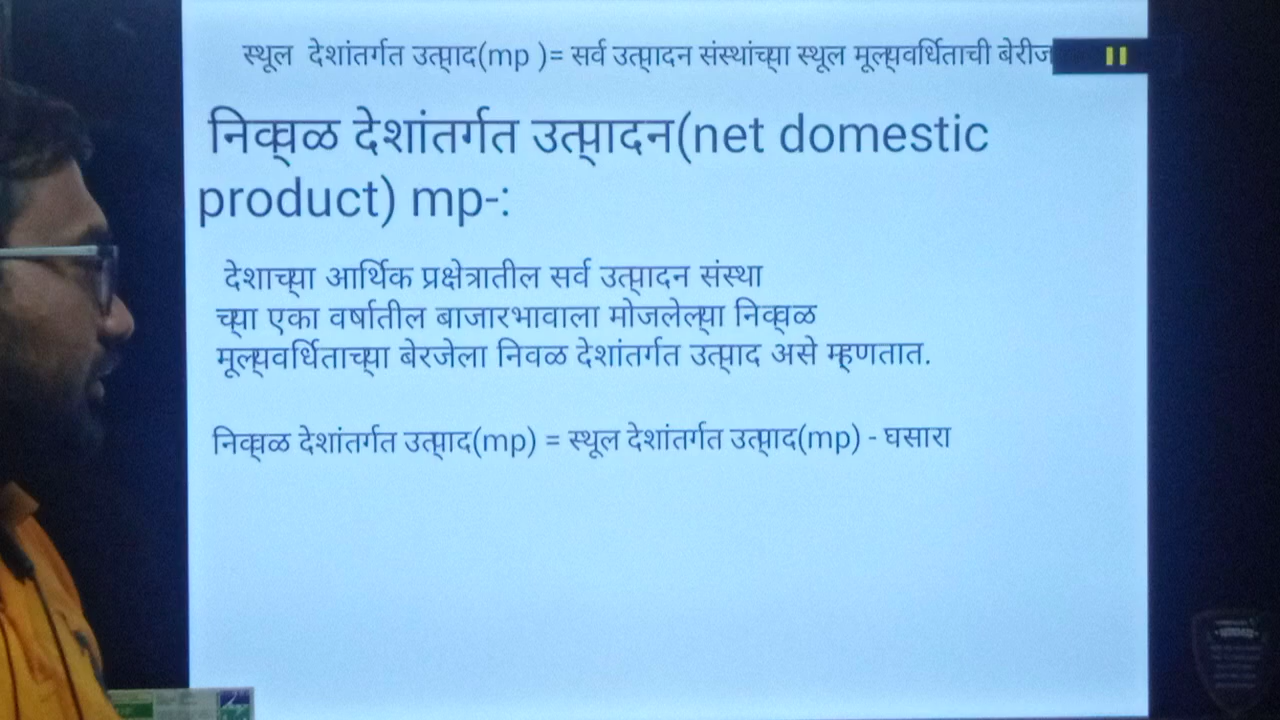 स्थूल देशांतर्गत उत्पाद(mp )= सर्व उत्पादन संस्थांच्या स्थूल मूल्यवर्धिताची बेरीज
निव्वळ देशांतर्गत उत्पादन(net domestic
product) mp-:
देशाच्या आर्थिक प्रक्षेत्रातील सर्व उत्पादन संस्था
च्या एका वर्षातील बाजारभावाला मोजलेल्या निव्वळ
मूल्यवर्धिताच्या बेरजेला निवळ देशांतर्गत उत्पाद असे म्हणतात.
निव्वळ देशांतर्गत उत्पाद(mp) = स्थूल देशांतर्गत उत्पाद(mp) - घसारा